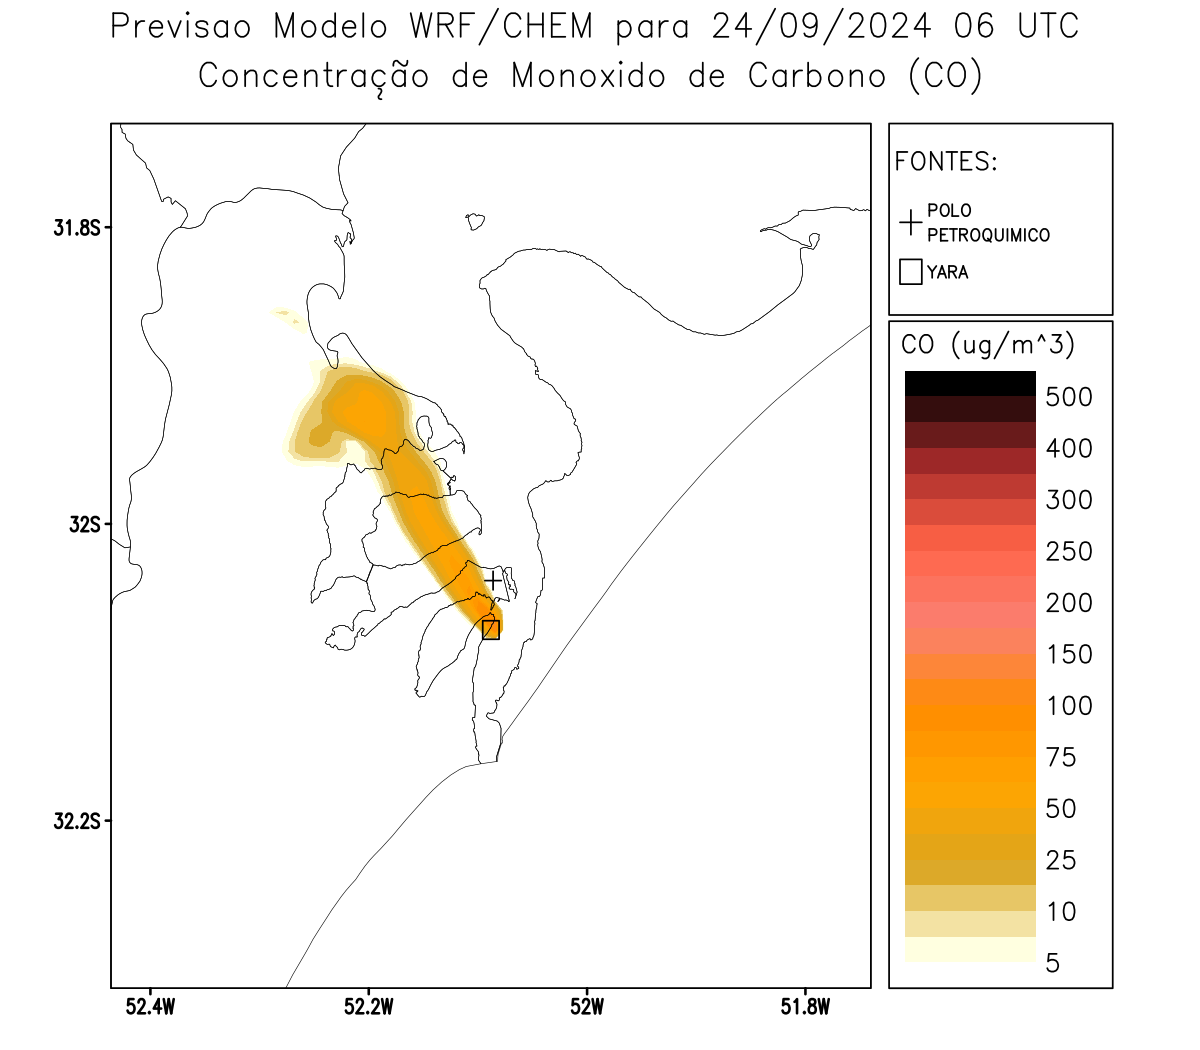 Previsao Modelo WRF/CHEM para 24/09/2024 06 UTC
Concentração de Monoxido de Carbono (CO)
FONTES:
POLO
PETROQUIMICO
YARA
CO (ug/m^3)
500
400
300
250
200
150
100
75
50
25
10
5
31.8S
32S
32.2S
52.4W
52.2W
52W
51.8W